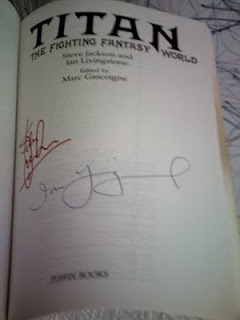 TITAN
THE FIGHTING FANTASY WORLD
Steve Jackson and
Ian Livingstone
Edited by
Marc Gascoigne
PUFFIN BOOKS